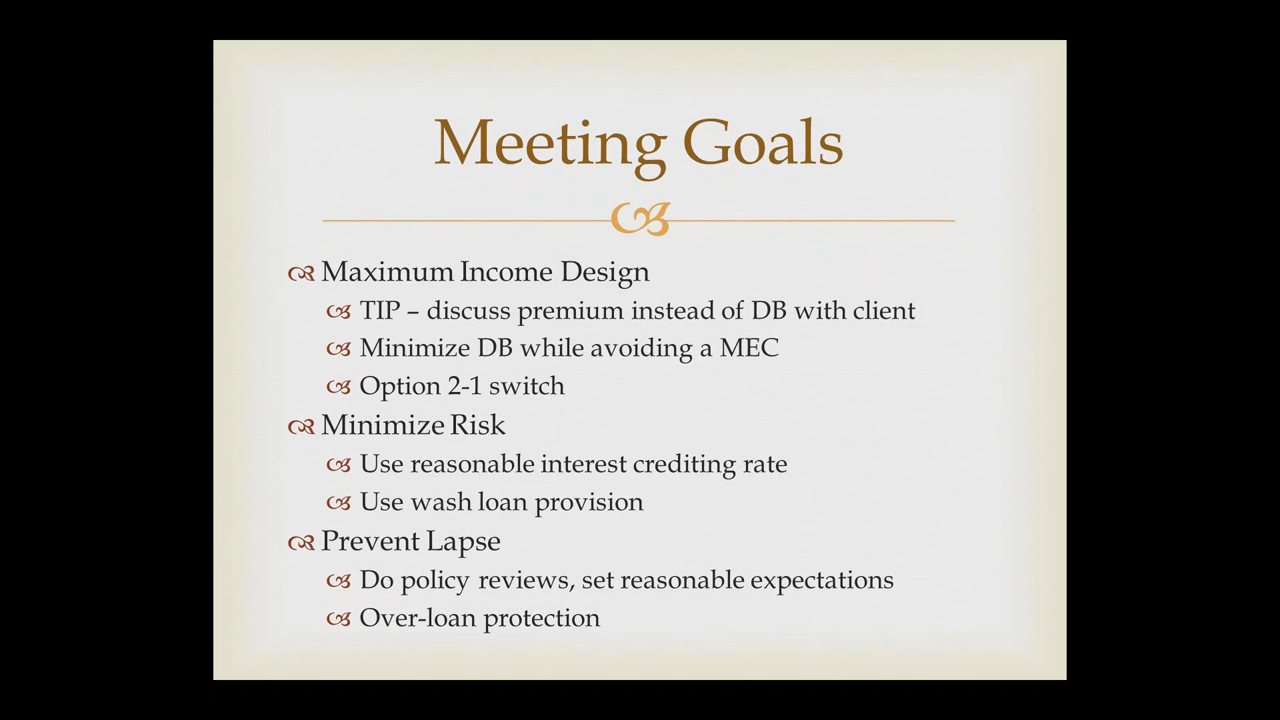 Meeting Goals
Maximum Income Design
TIP – discuss premium instead of DB with client
Minimize DB while avoiding a MEC
Option 2-1 switch
Minimize Risk
Use reasonable interest crediting rate
Use wash loan provision
Prevent Lapse
Do policy reviews, set reasonable expectations
Over-loan protection